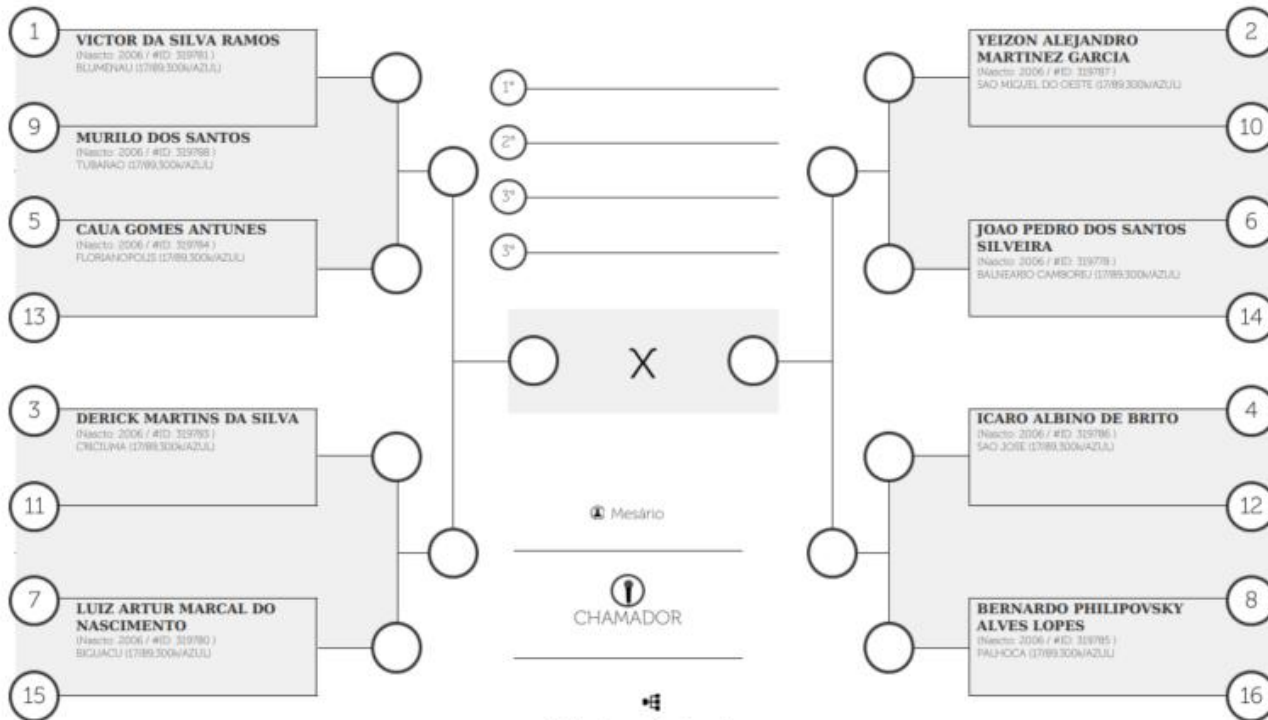 1
VICTOR DA SILVA RAMOS
(Nascto: 2006 / #ID: 319781 )
BLUMENAU (17/89,300k/AZUL)
9
MURILO DOS SANTOS
(Nascto: 2006 / #ID: 319788 )
TUBARAO (17/89,300k/AZUL)
5
CAUA GOMES ANTUNES
(Nascto: 2006 / #ID: 319784 )
FLORIANOPOLIS (17/89,300k/AZUL)
13
3
DERICK MARTINS DA SILVA
(Nascto: 2006 / #ID: 319783 )
CRICIUMA (17/89,300k/AZUL)
11
7
LUIZ ARTUR MARCAL DO
NASCIMENTO
(Nascto: 2006 / #ID: 319780 )
BIGUACU (17/89,300k/AZUL)
15
1°
2°
3°
3°
X
Mesário
CHAMADOR
2
YEIZON ALEJANDRO
MARTINEZ GARCIA
(Nascto: 2006 / #ID: 319787 )
SAO MIGUEL DO OESTE (17/89,300k/AZUL)
10
6
JOAO PEDRO DOS SANTOS
SILVEIRA
(Nascto: 2006 / #ID: 319778 )
BALNEARIO CAMBORIU (17/89,300k/AZUL)
14
4
ICARO ALBINO DE BRITO
(Nascto: 2006 / #ID: 319786 )
SAO JOSE (17/89,300k/AZUL)
12
8
BERNARDO PHILIPOVSKY
ALVES LOPES
(Nascto: 2006 / #ID: 319785 )
PALHOCA (17/89,300k/AZUL)
16